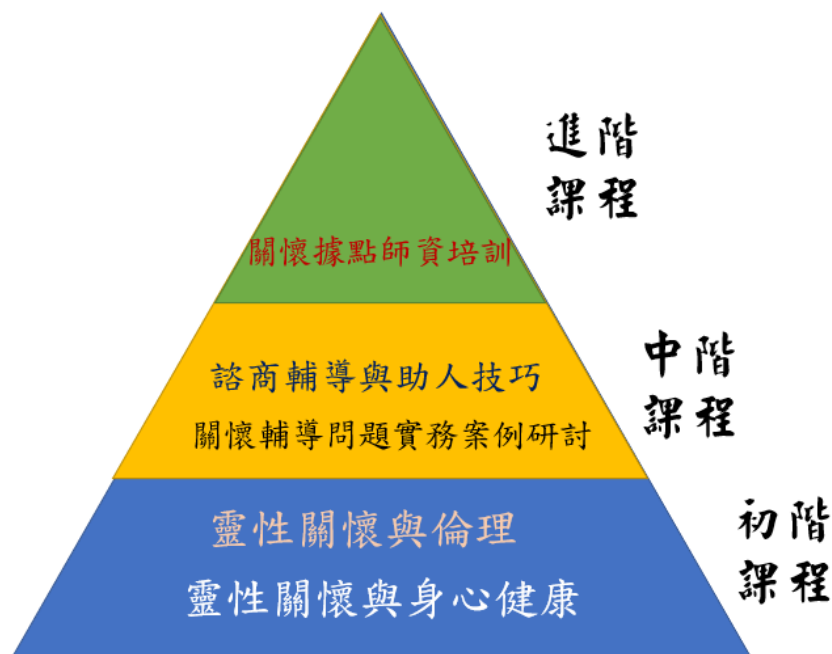 進階
課程
關懷據點師資培訓
中階
課程
諮商輔導與助人技巧
關懷輔導問題實務案例研討
初階
課程
靈性關懷與倫理
靈性關懷與身心健康